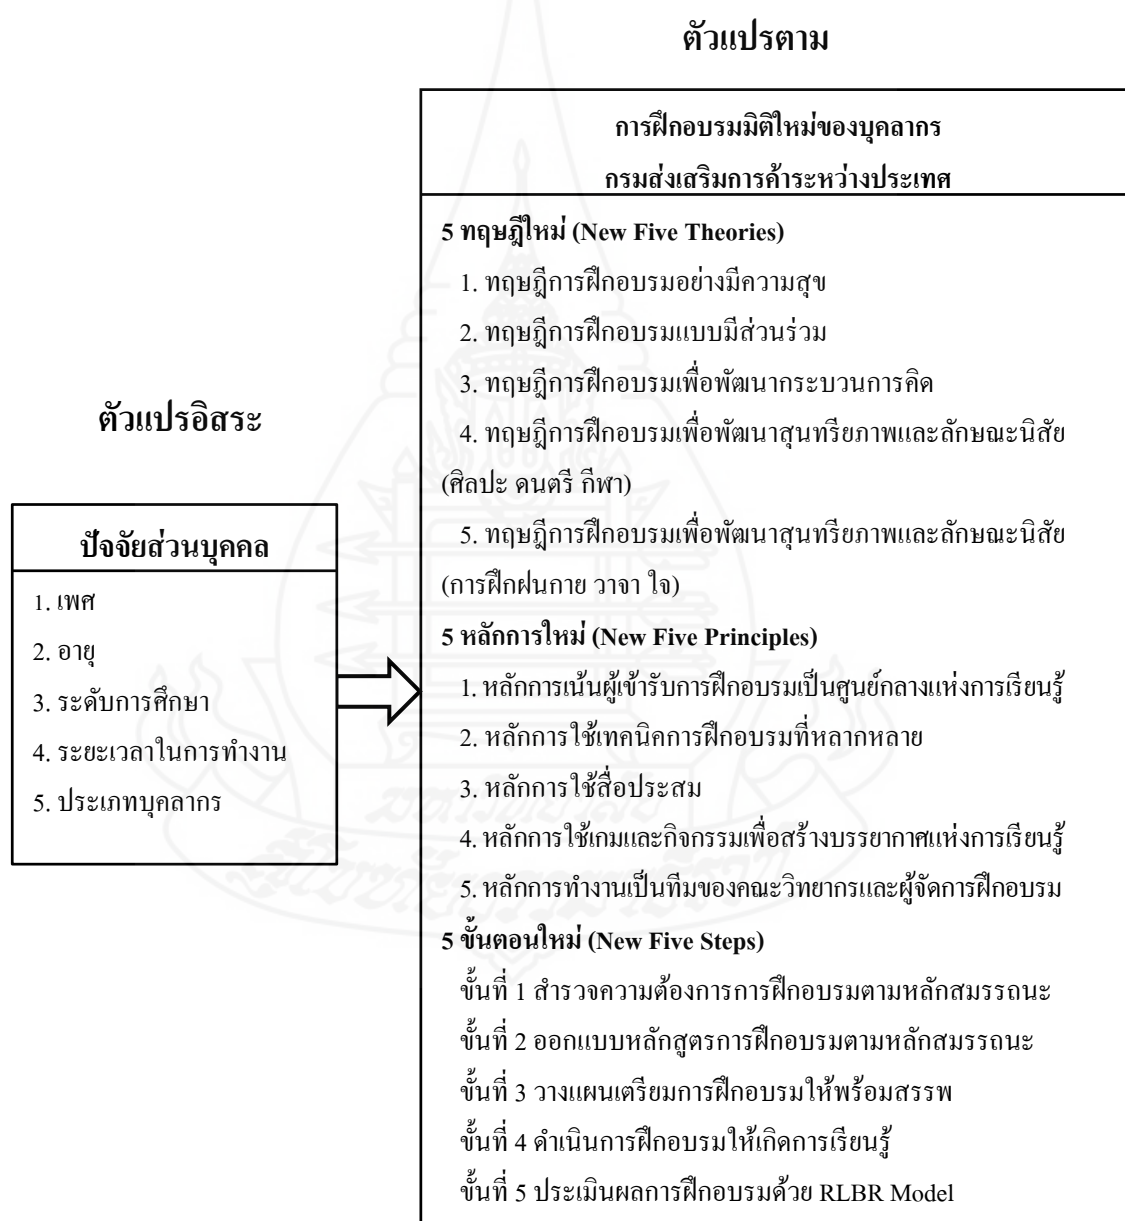 ตัวแปรตาม
การฝึกอบรมมิติใหม่ของบุคลากร
กรมส่งเสริมการค้าระหว่างประเทศ
5 ทฤษฎีใหม่ (New Five Theories)
1. ทฤษฎีการฝึกอบรมอย่างมีความสุข
2. ทฤษฎีการฝึกอบรมแบบมีส่วนร่วม
3. ทฤษฎีการฝึกอบรมเพื่อพัฒนากระบวนการคิด
4. ทฤษฎีการฝึกอบรมเพื่อพัฒนาสุนทรียภาพและลักษณะนิสัย
(ศิลปะ ดนตรี กีฬา)
5. ทฤษฎีการฝึกอบรมเพื่อพัฒนาสุนทรียภาพและลักษณะนิสัย
(การฝึกฝนกาย วาจา ใจ)
5 หลักการใหม่ (New Five Principles)
1. หลักการเน้นผู้เข้ารับการฝึกอบรมเป็นศูนย์กลางแห่งการเรียนรู้
2. หลักการใช้เทคนิคการฝึกอบรมที่หลากหลาย
3. หลักการใช้สื่อประสม
4. หลักการใช้เกมและกิจกรรมเพื่อสร้างบรรยากาศแห่งการเรียนรู้
5. หลักการทำงานเป็นทีมของคณะวิทยากรและผู้จัดการฝึกอบรม
5 ขั้นตอนใหม่ (New Five Steps)
ขั้นที่ 1 สำรวจความต้องการการฝึกอบรมตามหลักสมรรถนะ
ขั้นที่ 2 ออกแบบหลักสูตรการฝึกอบรมตามหลักสมรรถนะ
ขั้นที่ 3 วางแผนเตรียมการฝึกอบรมให้พร้อมสรรพ
ขั้นที่ 4 ดำเนินการฝึกอบรมให้เกิดการเรียนรู้
ขั้นที่ 5 ประเมินผลการฝึกอบรมด้วย RLBR Model
ตัวแปรอิสระ
ปัจจัยส่วนบุคคล
1. เพศ
2. อายุ
3. ระดับการศึกษา
4. ระยะเวลาในการทำงาน
5. ประเภทบุคลากร
มหาวิทยาลัย
สุโขทัยธรรมาธิราช